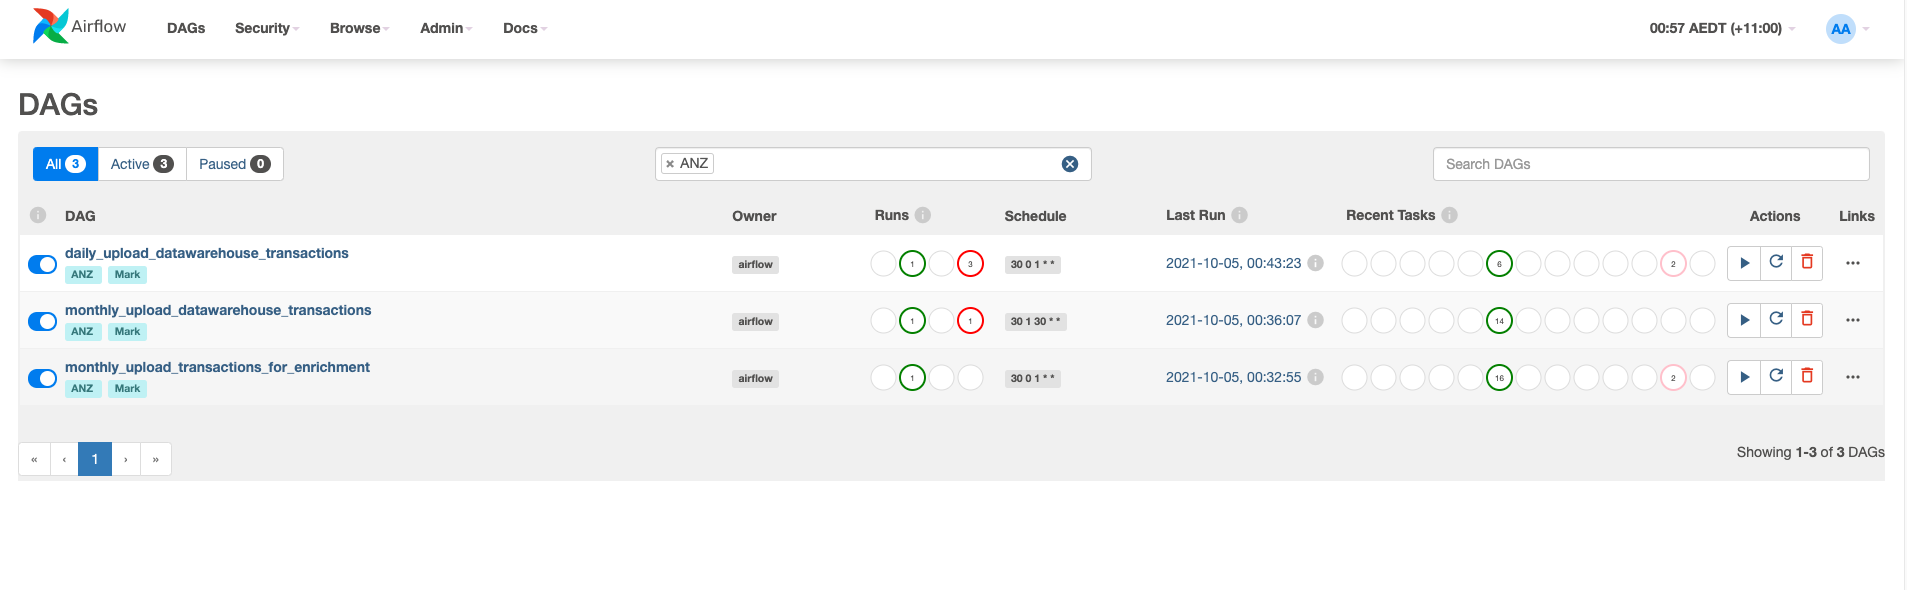 Airflow DAGs Security Browse Admin Docs 00:57 AEDT (+11:00) AA
DAGs
All 3 Active 3 Paused 0 × ANZ Search DAGs
DAG Owner Runs Schedule Last Run Recent Tasks Actions Links
daily_upload_datawarehouse_transactions
ANZ Mark airflow 1 3 30 0 1 * * 2021-10-05, 00:43:23 6 2
monthly_upload_datawarehouse_transactions
ANZ Mark airflow 1 1 30 1 30 * * 2021-10-05, 00:36:07 14
monthly_upload_transactions_for_enrichment
ANZ Mark airflow 1 30 0 1 * * 2021-10-05, 00:32:55 16 2
« ‹ 1 › » Showing 1-3 of 3 DAGs